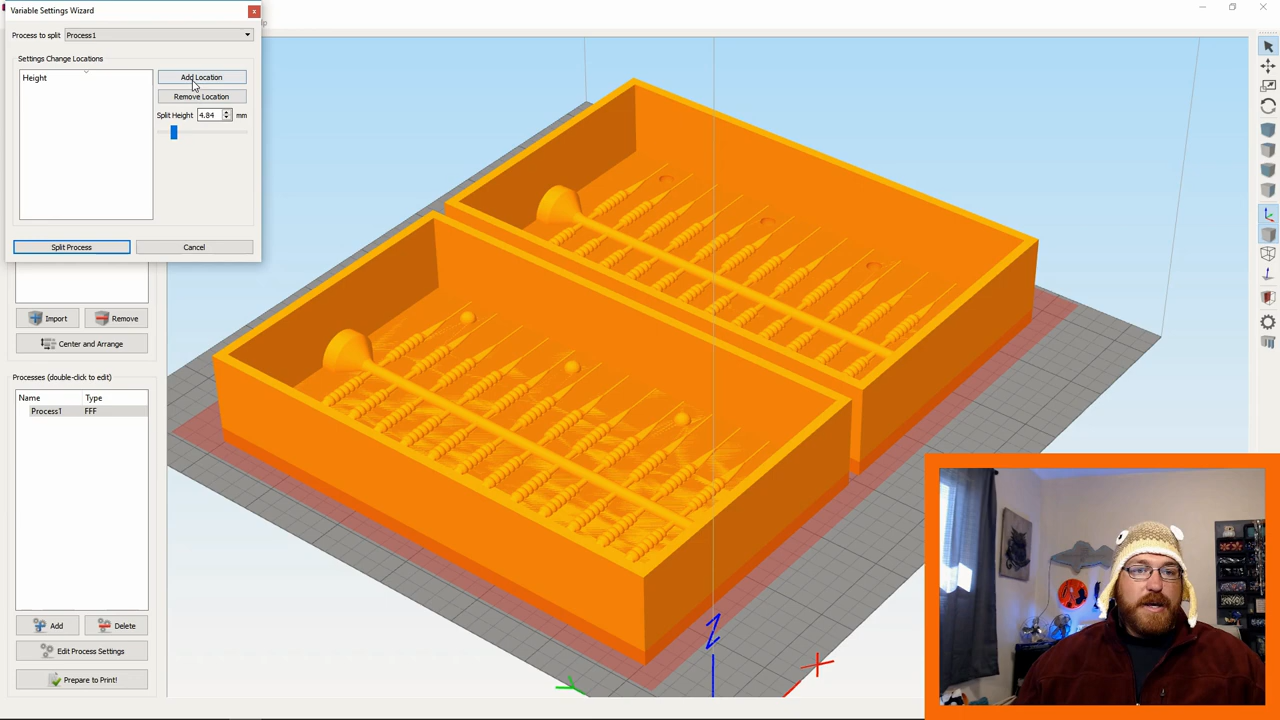 Variable Settings Wizard
x
Process to split Process1
Settings Change Locations
Height
Add Location
Remove Location
Split Height 4.84 mm
Split Process
Cancel
Import
Remove
Center and Arrange
Processes (double-click to edit)
Name Type
Process1 FFF
Add
Delete
Edit Process Settings
Prepare to Print!
Z